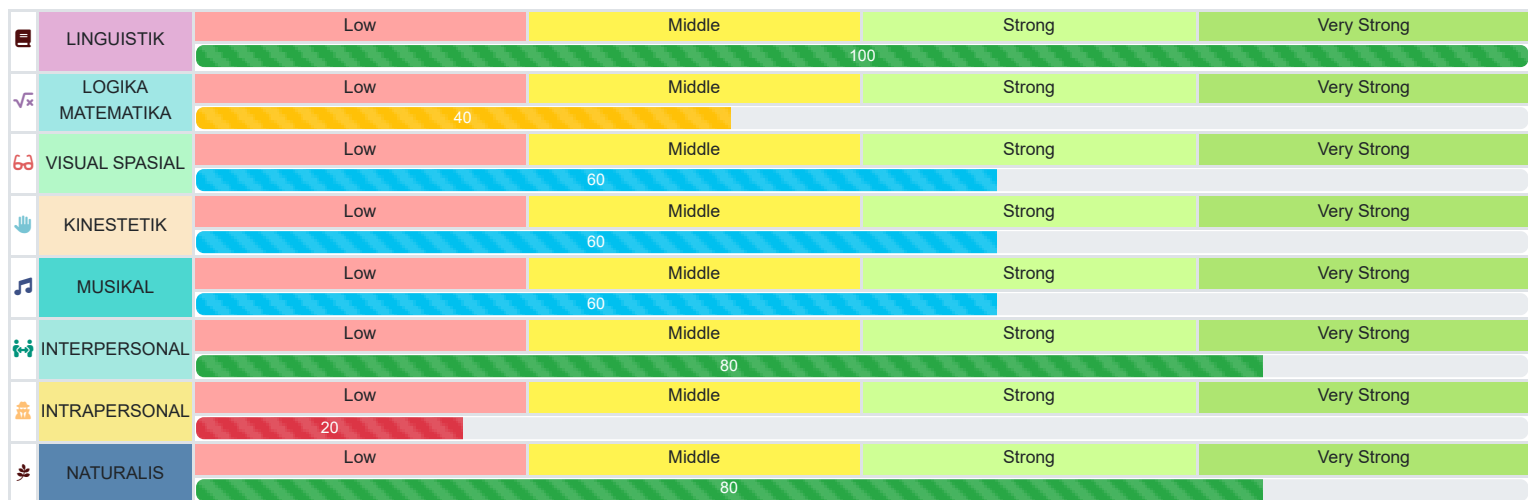 Low Middle Strong Very Strong
LINGUISTIK
100
LOGIKA
MATEMATIKA
Low Middle Strong Very Strong
40
VISUAL SPASIAL
Low Middle Strong Very Strong
60
KINESTETIK
Low Middle Strong Very Strong
60
MUSIKAL
Low Middle Strong Very Strong
60
INTERPERSONAL
Low Middle Strong Very Strong
80
INTRAPERSONAL
Low Middle Strong Very Strong
20
NATURALIS
Low Middle Strong Very Strong
80